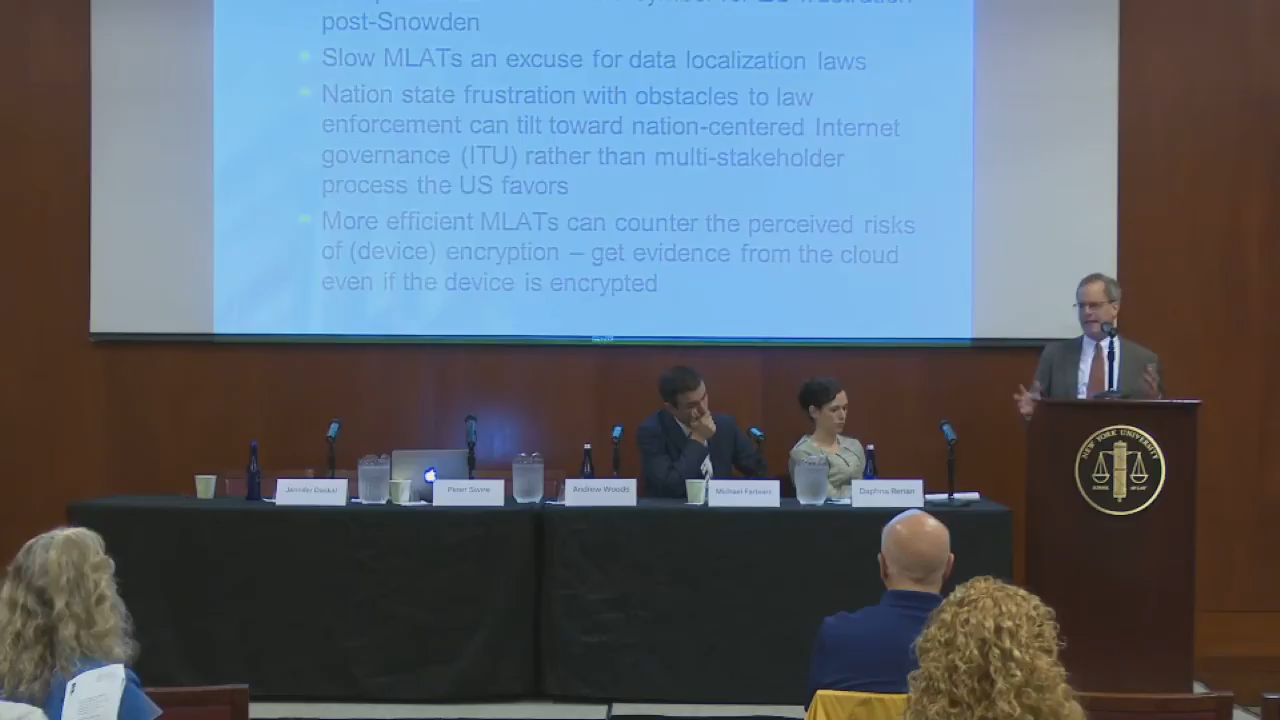 post-Snowden
Slow MLATs an excuse for data localization laws
Nation state frustration with obstacles to law
enforcement can tilt toward nation-centered Internet
governance (ITU) rather than multi-stakeholder
process the US favors
More efficient MLATs can counter the perceived risks
of (device) encryption – get evidence from the cloud
even if the device is encrypted
Peter Swire
Andrew Woods
Michael Farbiarz
Daphna Renan
NEW YORK UNIVERSITY
SCHOOL OF LAW